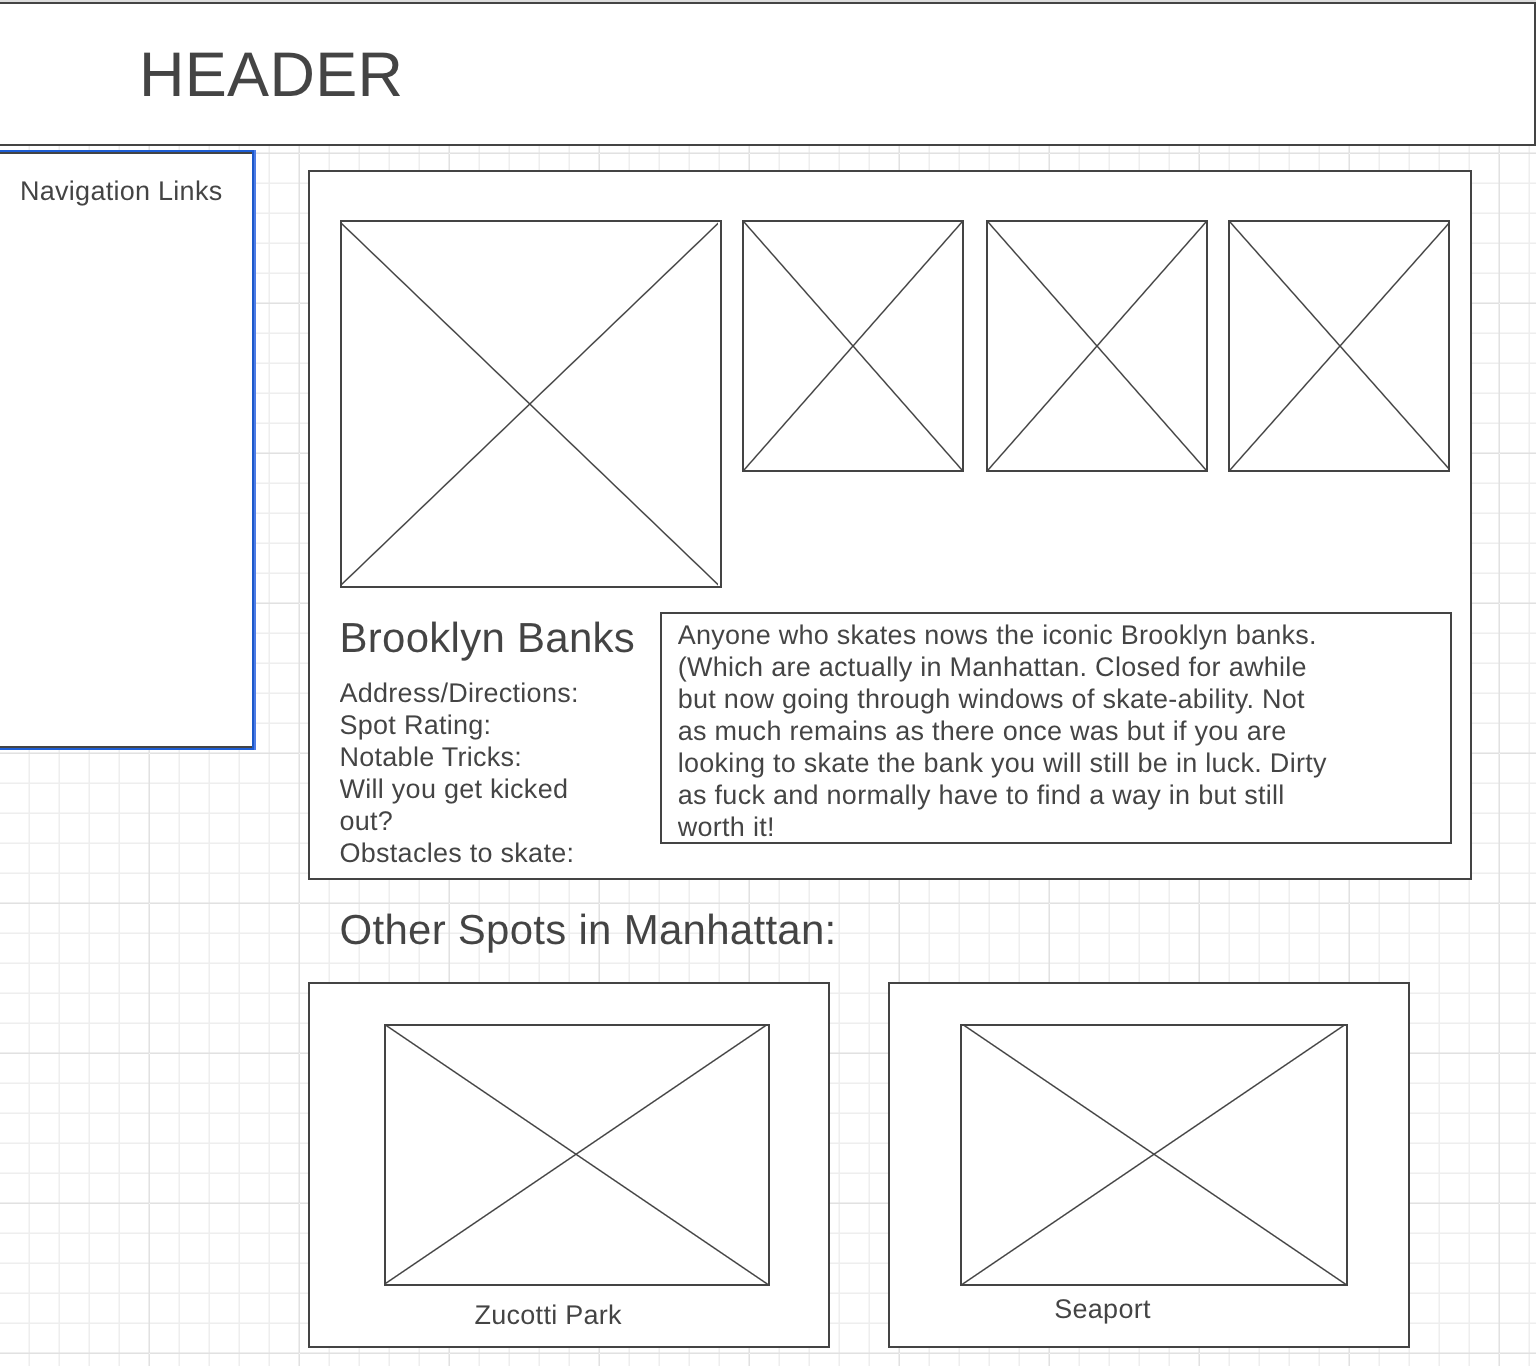 HEADER
Navigation Links
Brooklyn Banks
Address/Directions:
Spot Rating:
Notable Tricks:
Will you get kicked
out?
Obstacles to skate:
Anyone who skates nows the iconic Brooklyn banks.
(Which are actually in Manhattan. Closed for awhile
but now going through windows of skate-ability. Not
as much remains as there once was but if you are
looking to skate the bank you will still be in luck. Dirty
as fuck and normally have to find a way in but still
worth it!
Other Spots in Manhattan:
Zucotti Park
Seaport